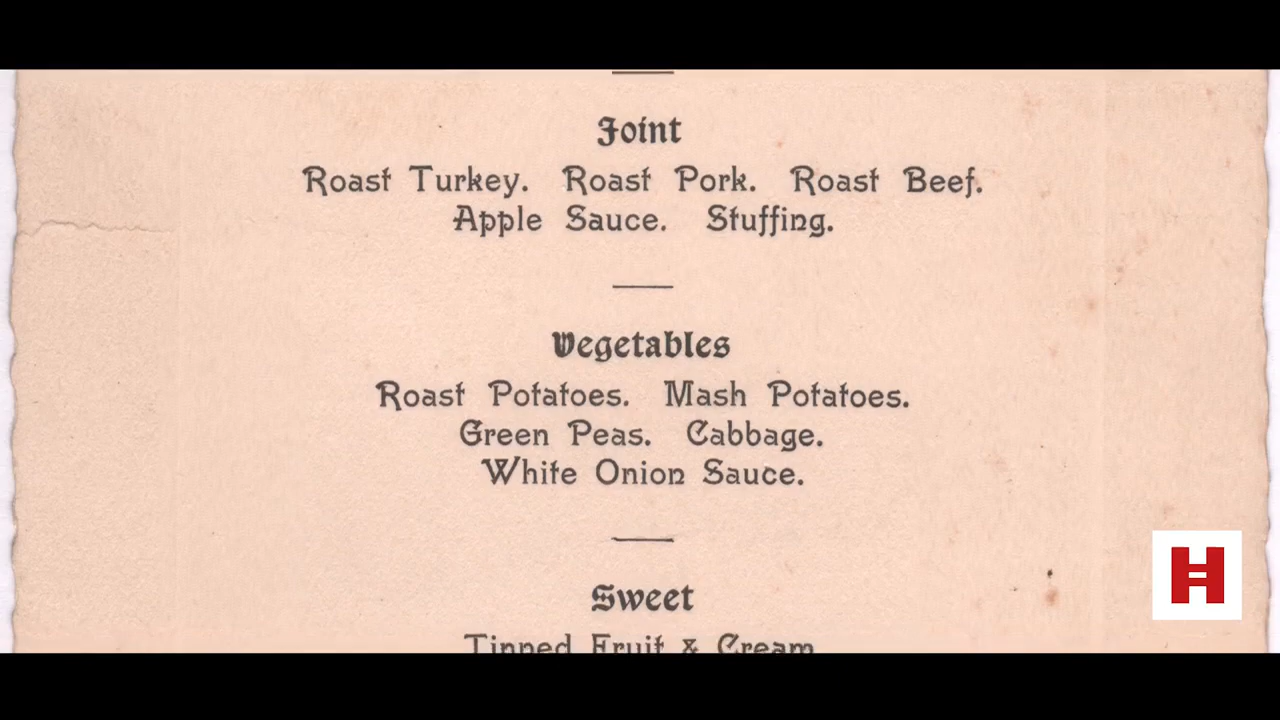 Joint
Roast Turkey. Roast Pork. Roast Beef.
Apple Sauce. Stuffing.
Vegetables
Roast Potatoes. Mash Potatoes.
Green Peas. Cabbage.
White Onion Sauce.
Sweet
Tinned Fruit & Cream
H